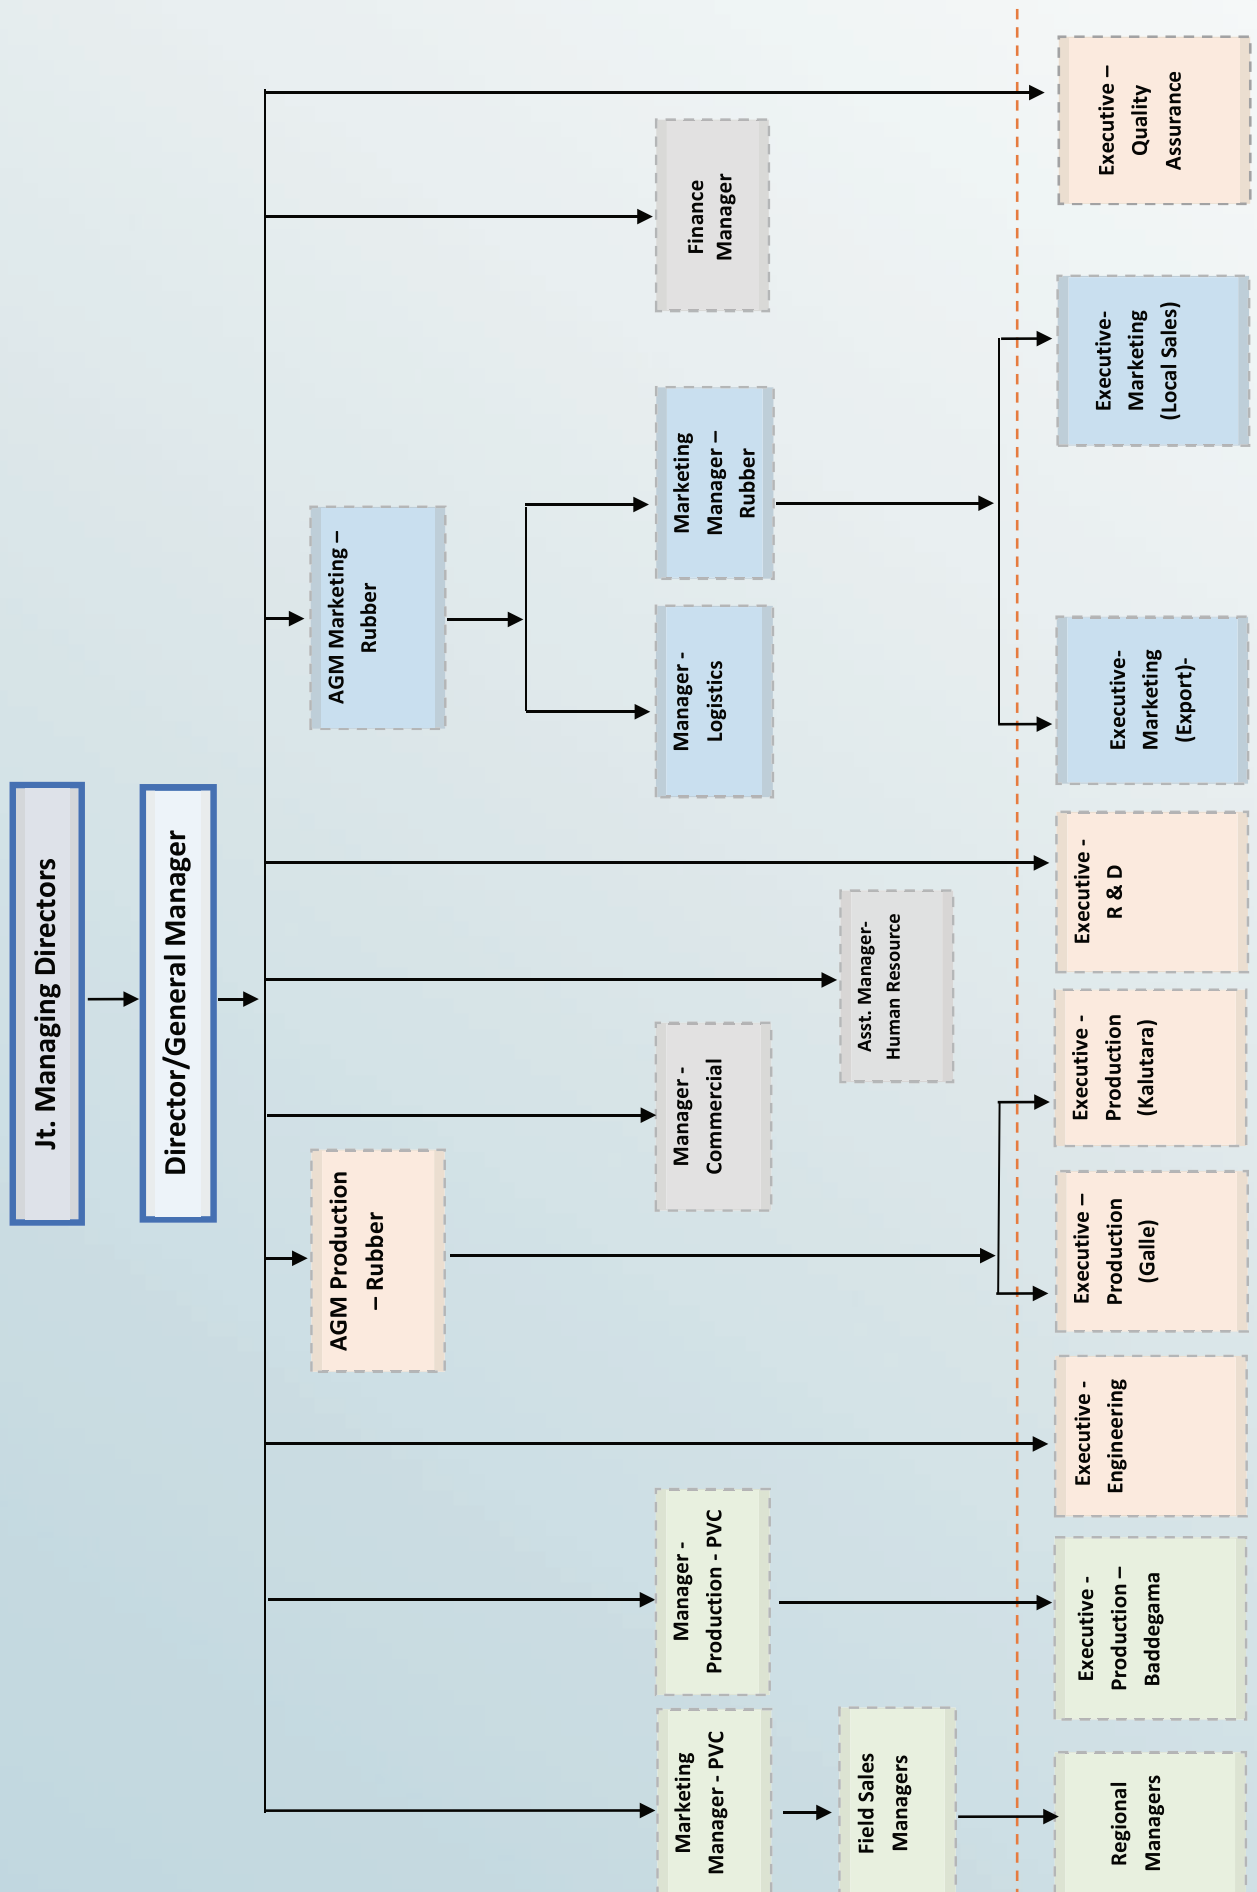 Jt. Managing Directors
Director/General Manager
AGM Production
– Rubber
AGM Marketing –
Rubber
Marketing
Manager - PVC
Manager -
Production - PVC
Manager -
Commercial
Manager -
Logistics
Marketing
Manager –
Rubber
Finance
Manager
Field Sales
Managers
Asst. Manager-
Human Resource
Regional
Managers
Executive -
Production –
Baddegama
Executive -
Engineering
Executive –
Production
(Galle)
Executive -
Production
(Kalutara)
Executive -
R & D
Executive-
Marketing
(Export)-
Executive-
Marketing
(Local Sales)
Executive –
Quality
Assurance